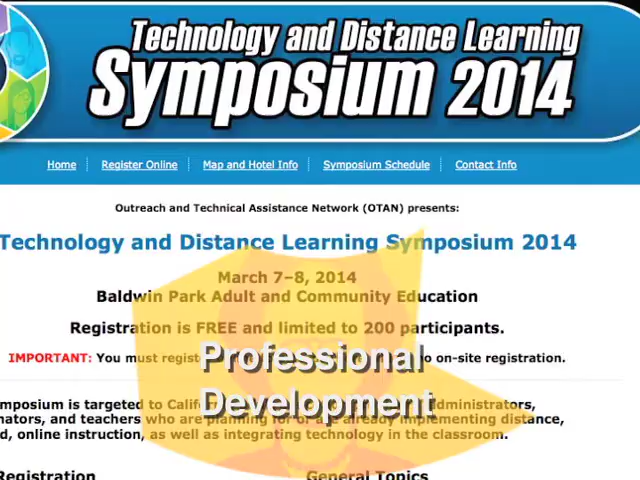 Technology and Distance Learning
Symposium 2014
Home Register Online Map and Hotel Info Symposium Schedule Contact Info
Outreach and Technical Assistance Network (OTAN) presents:
Technology and Distance Learning Symposium 2014
March 7–8, 2014
Baldwin Park Adult and Community Education
Registration is FREE and limited to 200 participants.
IMPORTANT: You must regist o on-site registration.
Professional
Development
mposium is targeted to Calif dministrators,
nators, and teachers who are planning for or are already implementing distance,
d, online instruction, as well as integrating technology in the classroom.
Registration General Topics